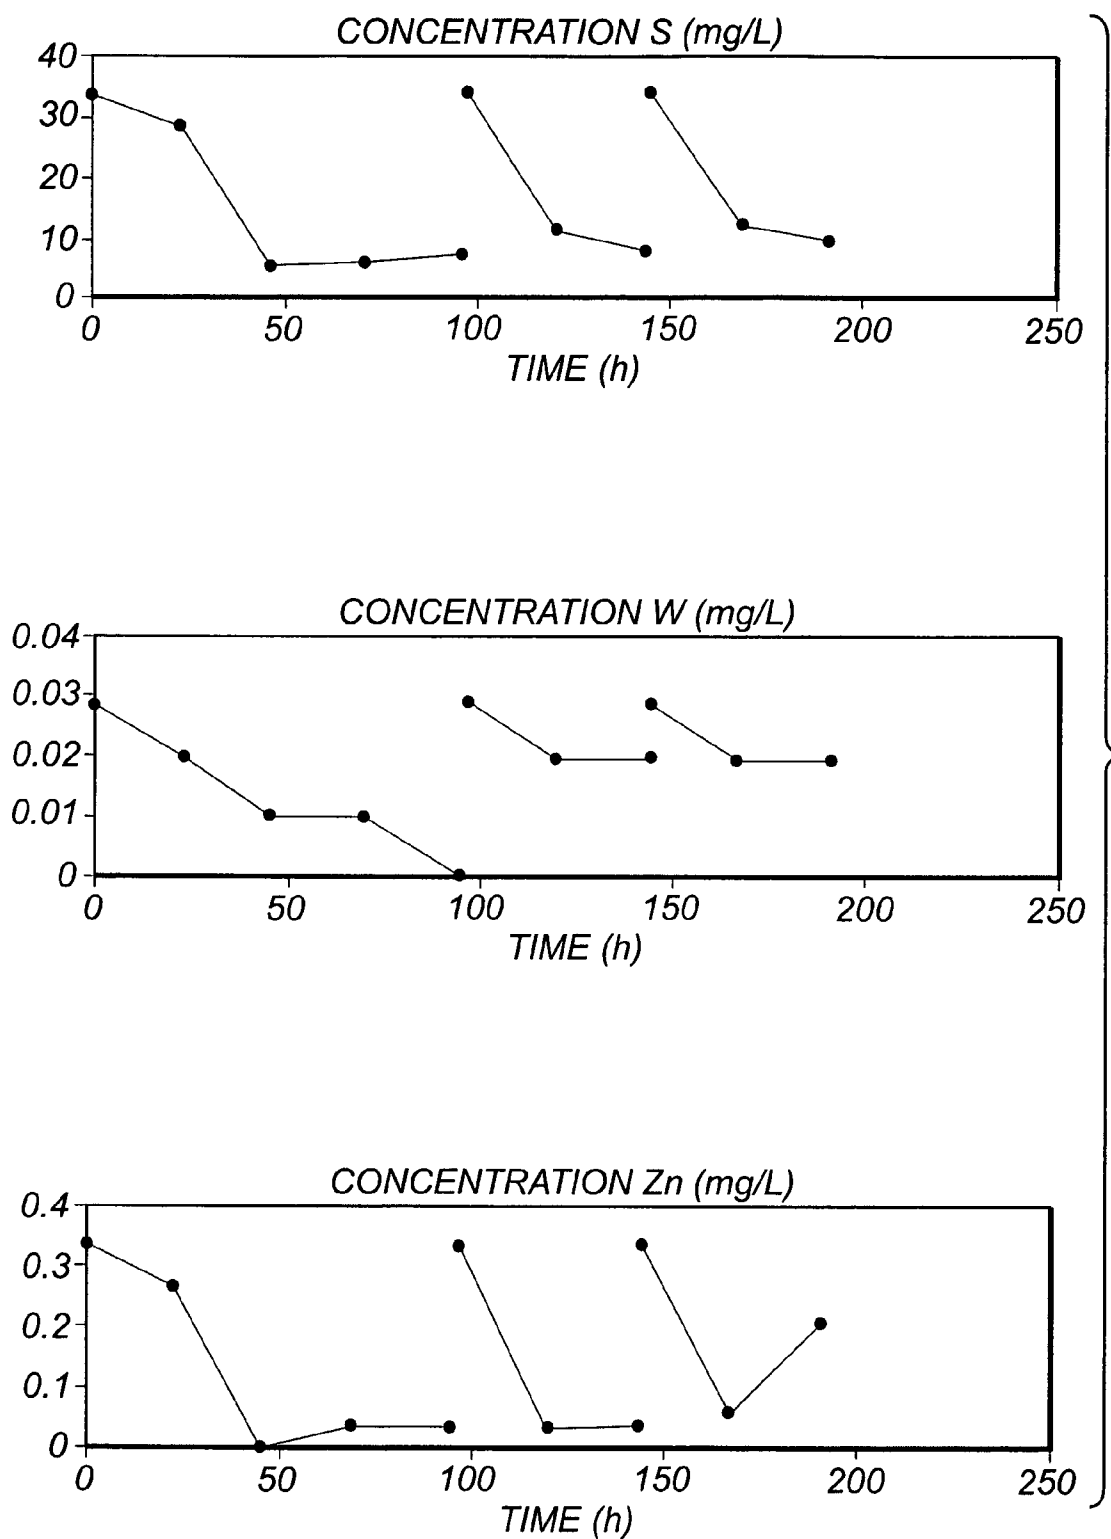 CONCENTRATION S (mg/L)
40
30
20
10
0
0 50 100 150 200 250
TIME (h)
CONCENTRATION W (mg/L)
0.04
0.03
0.02
0.01
0
0 50 100 150 200 250
TIME (h)
CONCENTRATION Zn (mg/L)
0.4
0.3
0.2
0.1
0
0 50 100 150 200 250
TIME (h)